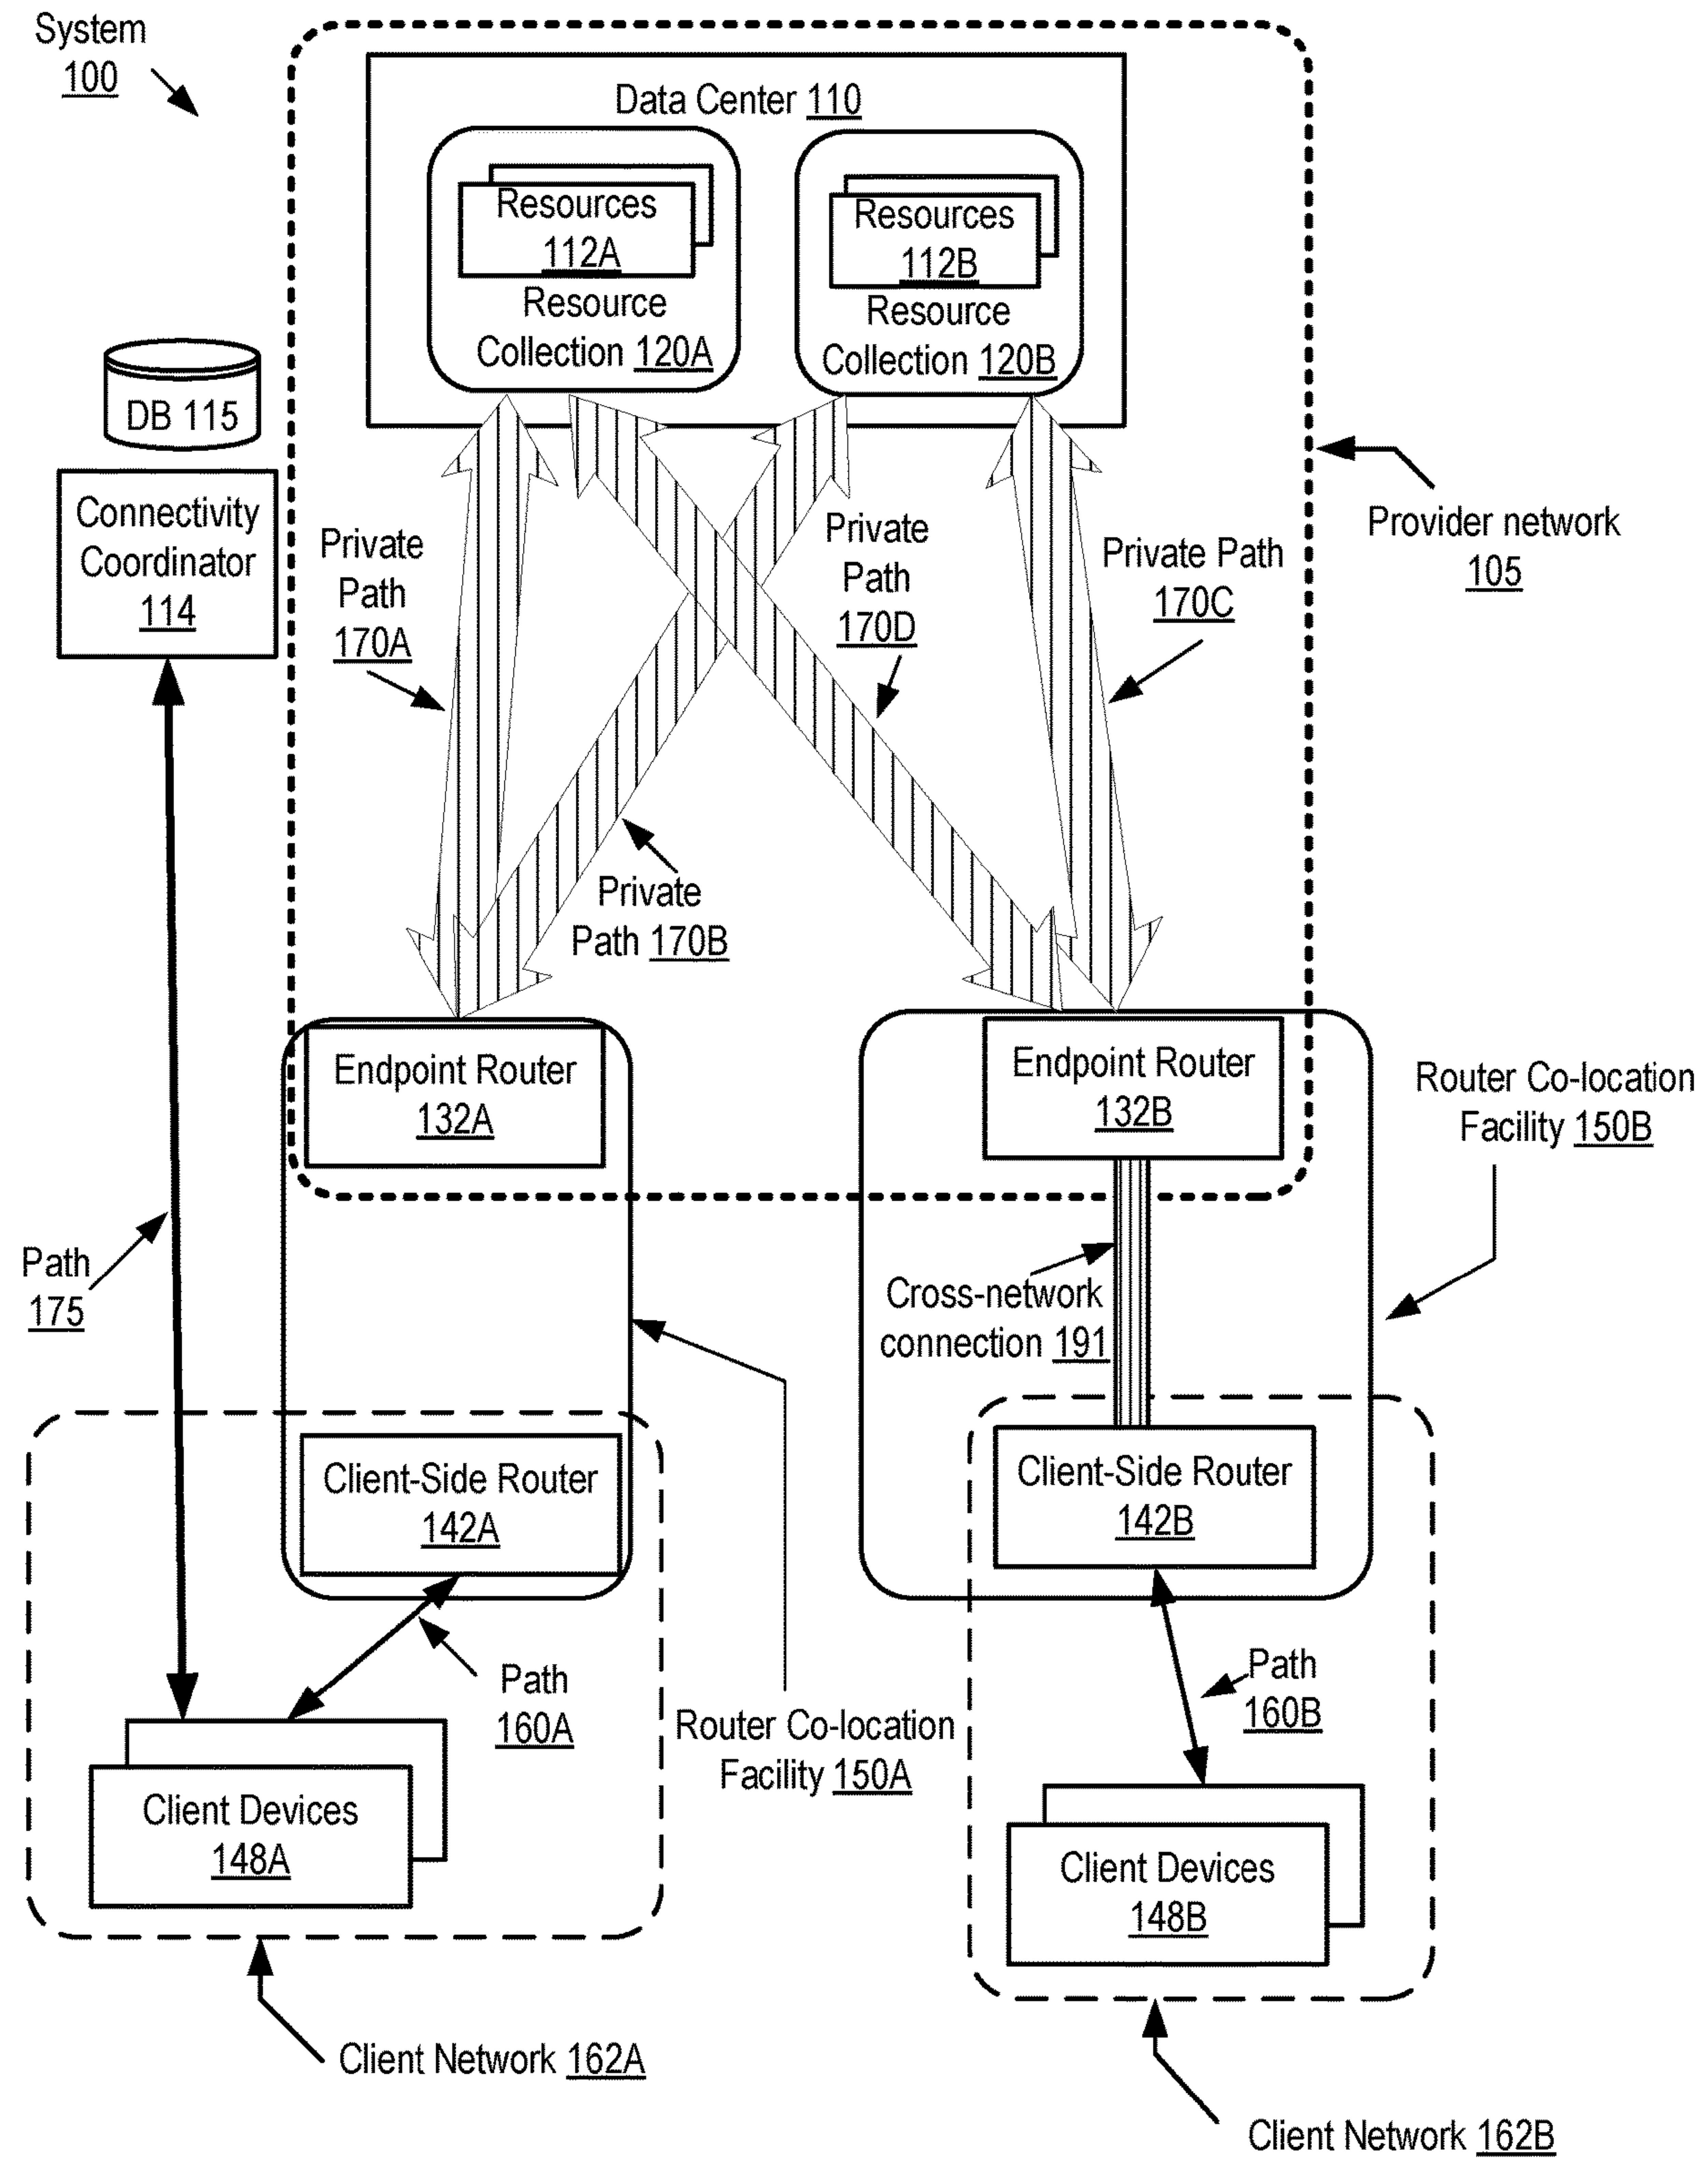 System
100
Data Center 110
Resources
112A
Resource
Collection 120A
Resources
112B
Resource
Collection 120B
DB 115
Connectivity
Coordinator
114
Provider network
105
Private
Path
170A
Private
Path
170D
Private Path
170C
Private
Path 170B
Endpoint Router
132A
Endpoint Router
132B
Router Co-location
Facility 150B
Path
175
Cross-network
connection 191
Client-Side Router
142A
Client-Side Router
142B
Path
160A
Path
160B
Router Co-location
Facility 150A
Client Devices
148A
Client Devices
148B
Client Network 162A
Client Network 162B